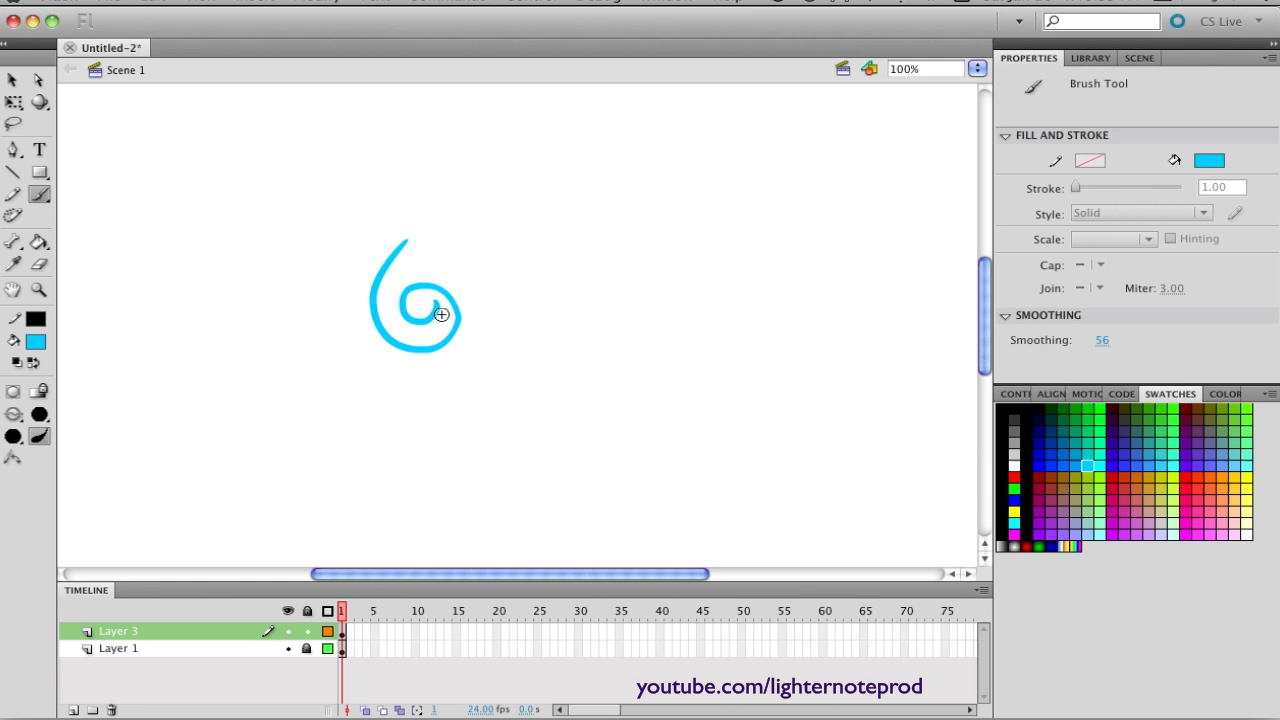 Fl
CS Live
Untitled-2*
Scene 1
100%
PROPERTIES LIBRARY SCENE
Brush Tool
FILL AND STROKE
Stroke: 1.00
Style: Solid
Scale: Hinting
Cap:
Join: Miter: 3.00
SMOOTHING
Smoothing: 56
ALIGN CODE SWATCHES COLOR
T
TIMELINE
1 5 10 15 20 25 30 35 40 45 50 55 60 65 70 75
Layer 3
Layer 1
youtube.com/lighternoteprod
1 24.00 fps 0.0 s